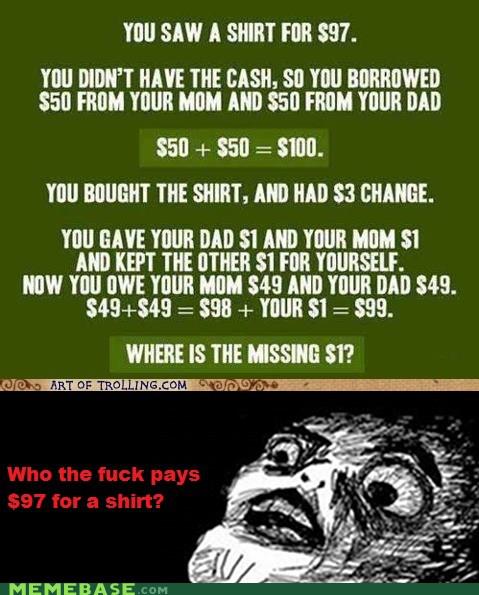 YOU SAW A SHIRT FOR $97.
YOU DIDN'T HAVE THE CASH, SO YOU BORROWED
$50 FROM YOUR MOM AND $50 FROM YOUR DAD
$50 + $50 = $100.
YOU BOUGHT THE SHIRT, AND HAD $3 CHANGE.
YOU GAVE YOUR DAD $1 AND YOUR MOM $1
AND KEPT THE OTHER $1 FOR YOURSELF.
NOW YOU OWE YOUR MOM $49 AND YOUR DAD $49.
$49+$49 = $98 + YOUR $1 = $99.
WHERE IS THE MISSING $1?
ART OF TROLLING.COM
Who the fuck pays
$97 for a shirt?
MEMEBASE.COM